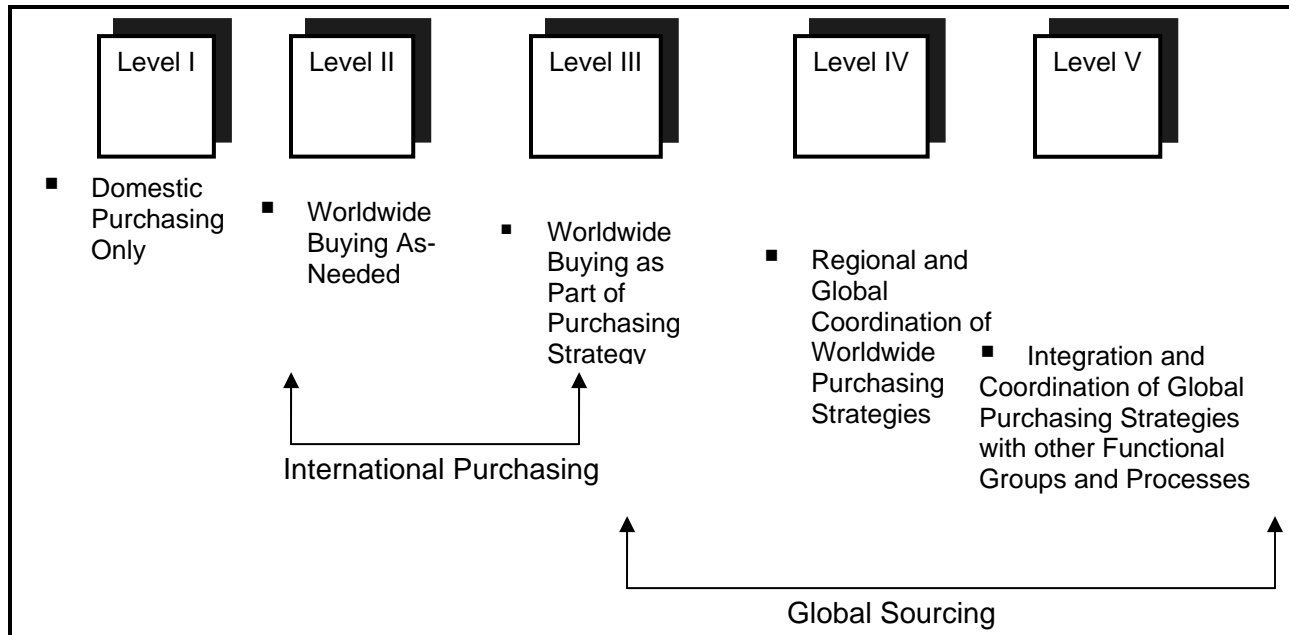 Level I
Level II
Level III
Level IV
Level V
▪ Domestic
Purchasing
Only
▪ Worldwide
Buying As-
Needed
▪ Worldwide
Buying as
Part of
Purchasing
Strategy
▪ Regional and
Global
Coordination of
Worldwide
Purchasing
Strategies
▪ Integration and
Coordination of Global
Purchasing Strategies
with other Functional
Groups and Processes
International Purchasing
Global Sourcing